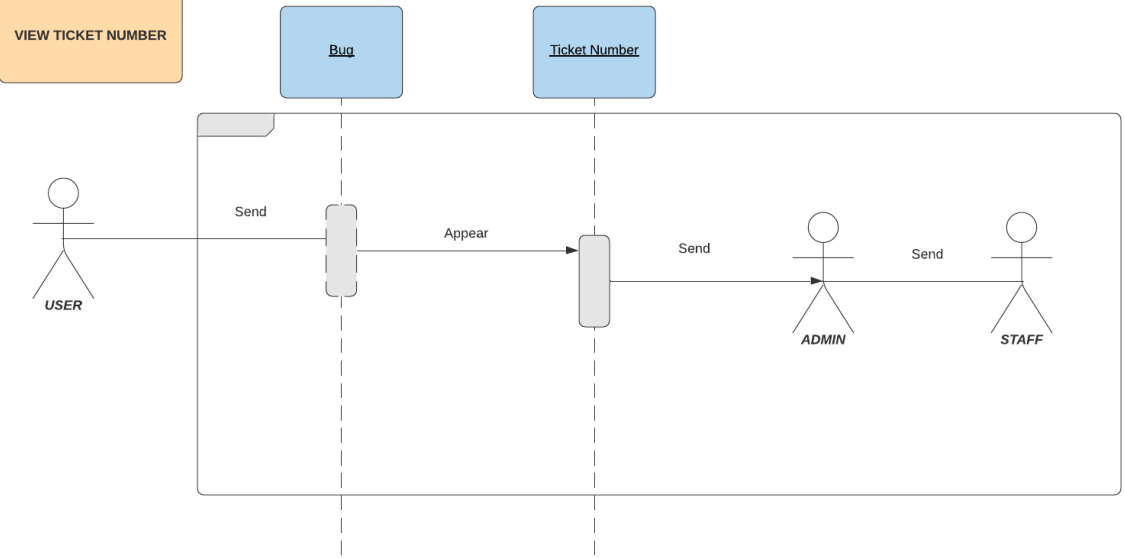 VIEW TICKET NUMBER
Bug
Ticket Number
Send
Appear
Send
Send
USER
ADMIN
STAFF